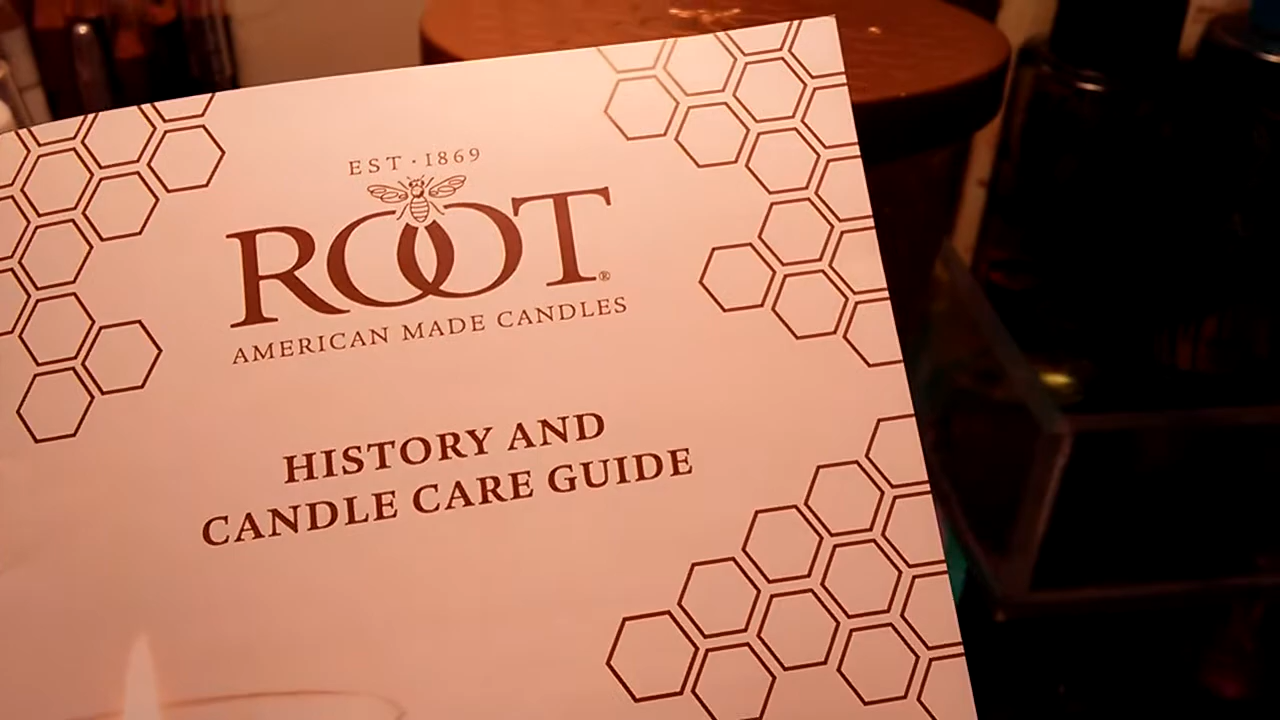 EST · 1869
ROOT®
AMERICAN MADE CANDLES
HISTORY AND
CANDLE CARE GUIDE